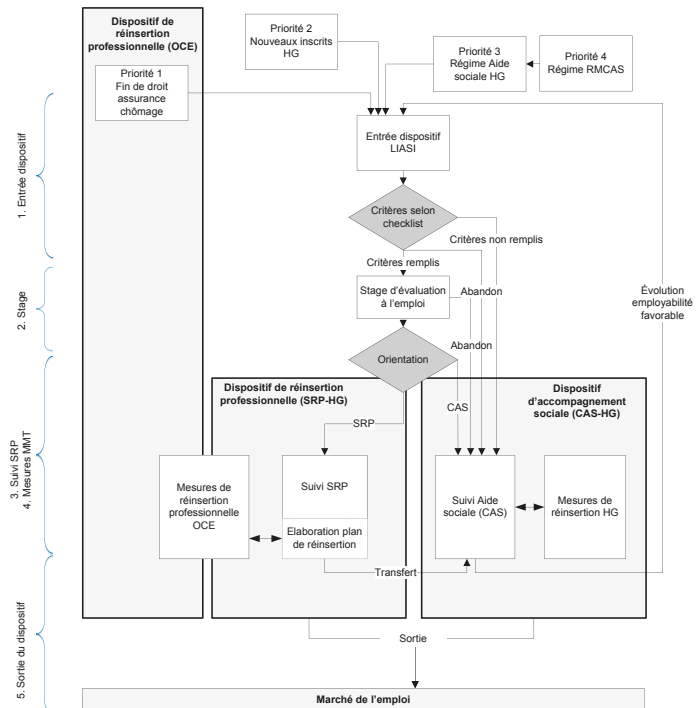 Dispositif de
réinsertion
professionnelle (OCE)
Priorité 2
Nouveaux inscrits
HG
Priorité 3
Régime Aide
sociale HG
Priorité 4
Régime RMCAS
Priorité 1
Fin de droit
assurance
chômage
1. Entrée dispositif
Entrée dispositif
LIASI
Critères selon
checklist
Critères non remplis
Critères remplis
2. Stage
Stage d'évaluation
à l'emploi
Abandon
Évolution
employabilité
favorable
Abandon
Orientation
Dispositif de réinsertion
professionnelle (SRP-HG)
Dispositif
d'accompagnement
sociale (CAS-HG)
CAS
SRP
3. Suivi SRP
4. Mesures MMT
Mesures de
réinsertion
professionnelle
OCE
Suivi SRP
Elaboration plan
de réinsertion
Suivi Aide
sociale (CAS)
Mesures de
réinsertion HG
Transfert
5. Sortie du dispositif
Sortie
Marché de l'emploi